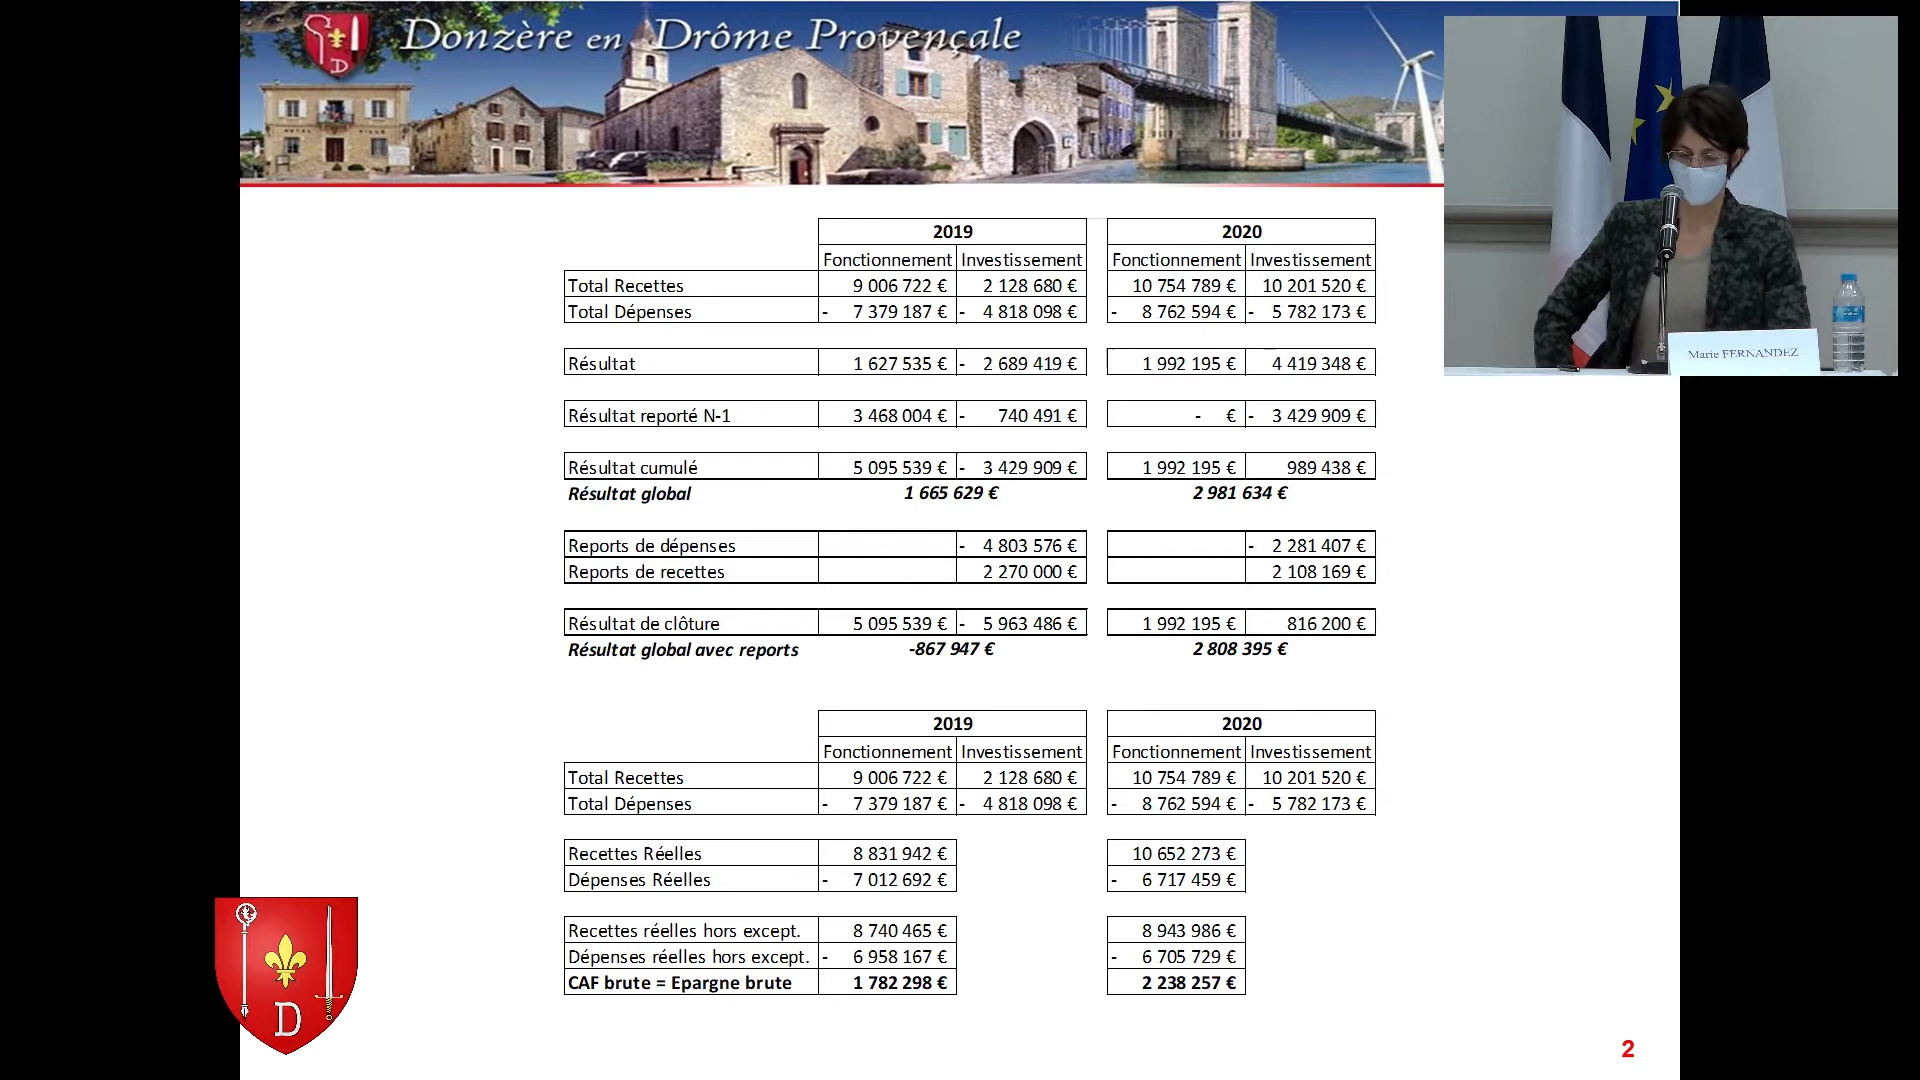 Donzère en Drôme Provençale
D
HOTEL VILLE
Marie FERNANDEZ
2019 2020
Fonctionnement Investissement Fonctionnement Investissement
Total Recettes 9 006 722 € 2 128 680 € 10 754 789 € 10 201 520 €
Total Dépenses - 7 379 187 € - 4 818 098 € - 8 762 594 € - 5 782 173 €
Résultat 1 627 535 € - 2 689 419 € 1 992 195 € 4 419 348 €
Résultat reporté N-1 3 468 004 € - 740 491 € - € - 3 429 909 €
Résultat cumulé 5 095 539 € - 3 429 909 € 1 992 195 € 989 438 €
Résultat global 1 665 629 € 2 981 634 €
Reports de dépenses - 4 803 576 € - 2 281 407 €
Reports de recettes 2 270 000 € 2 108 169 €
Résultat de clôture 5 095 539 € - 5 963 486 € 1 992 195 € 816 200 €
Résultat global avec reports -867 947 € 2 808 395 €
2019 2020
Fonctionnement Investissement Fonctionnement Investissement
Total Recettes 9 006 722 € 2 128 680 € 10 754 789 € 10 201 520 €
Total Dépenses - 7 379 187 € - 4 818 098 € - 8 762 594 € - 5 782 173 €
Recettes Réelles 8 831 942 € 10 652 273 €
Dépenses Réelles - 7 012 692 € - 6 717 459 €
Recettes réelles hors except. 8 740 465 € 8 943 986 €
Dépenses réelles hors except. - 6 958 167 € - 6 705 729 €
CAF brute = Epargne brute 1 782 298 € 2 238 257 €
D
2